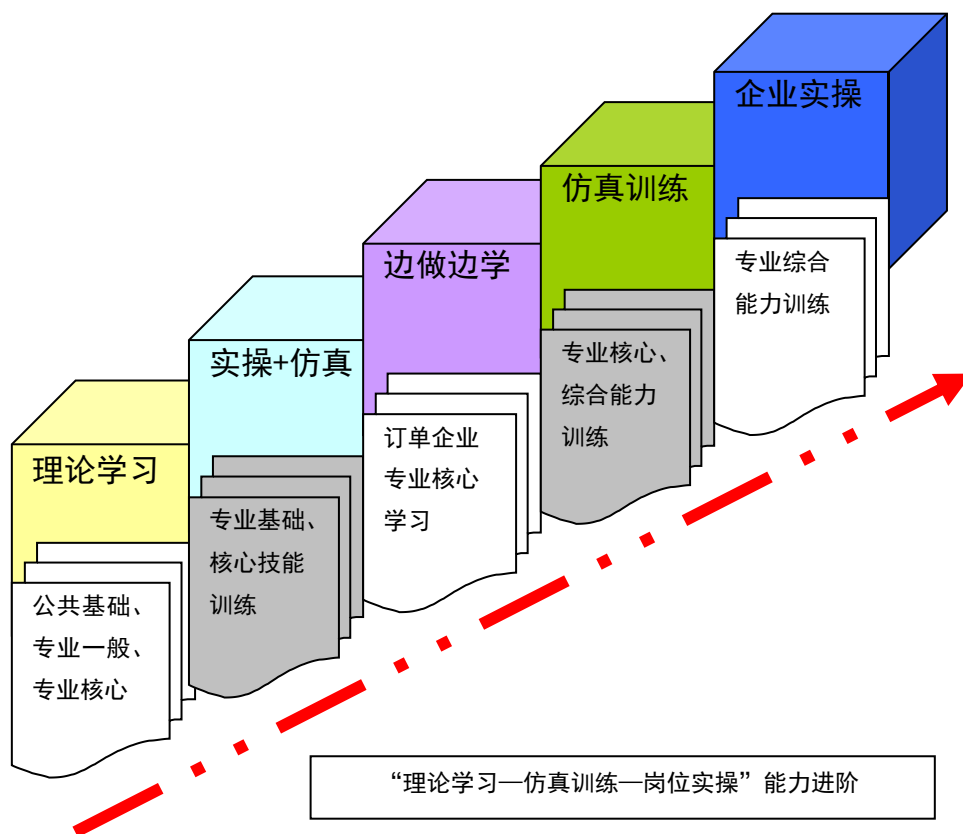 企业实操
专业综合
能力训练
仿真训练
专业核心、
综合能力
训练
边做边学
订单企业
专业核心
学习
实操+仿真
专业基础、
核心技能
训练
理论学习
公共基础、
专业一般、
专业核心
“理论学习—仿真训练—岗位实操”能力进阶